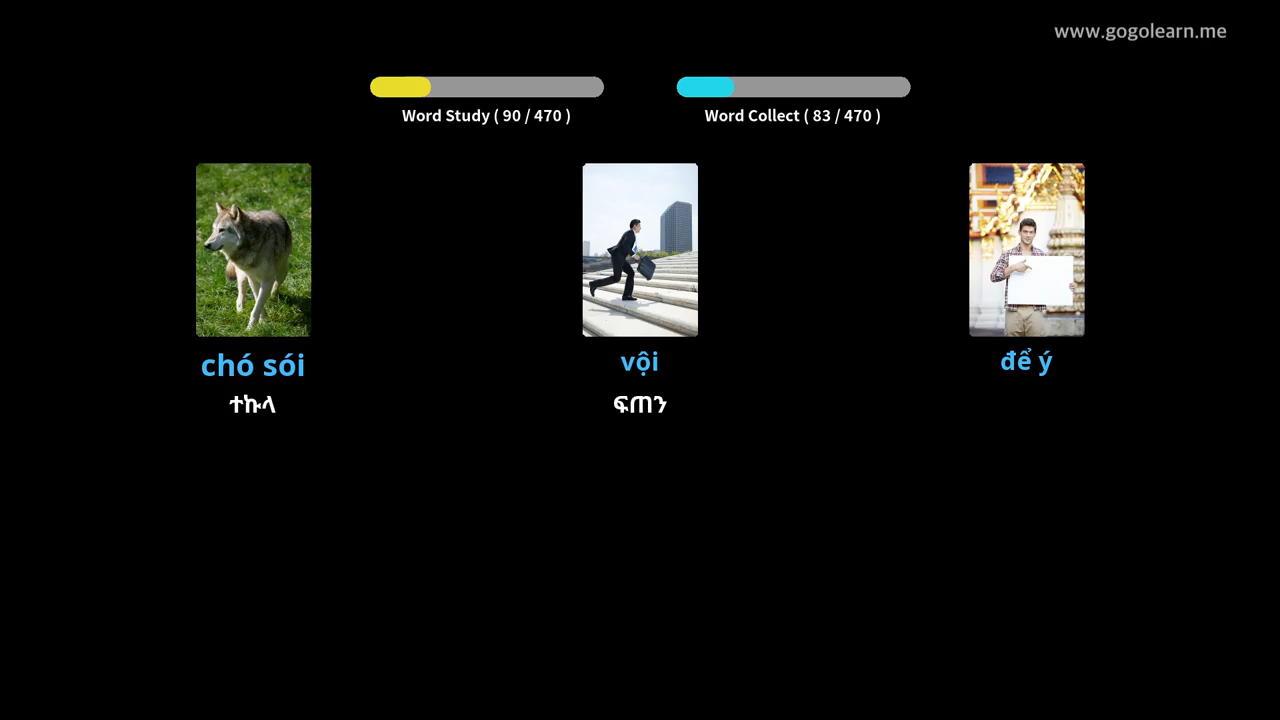 www.gogolearn.me
Word Study ( 90 / 470 )
Word Collect ( 83 / 470 )
chó sói
vội
để ý
ተኩላ
ፍጠን